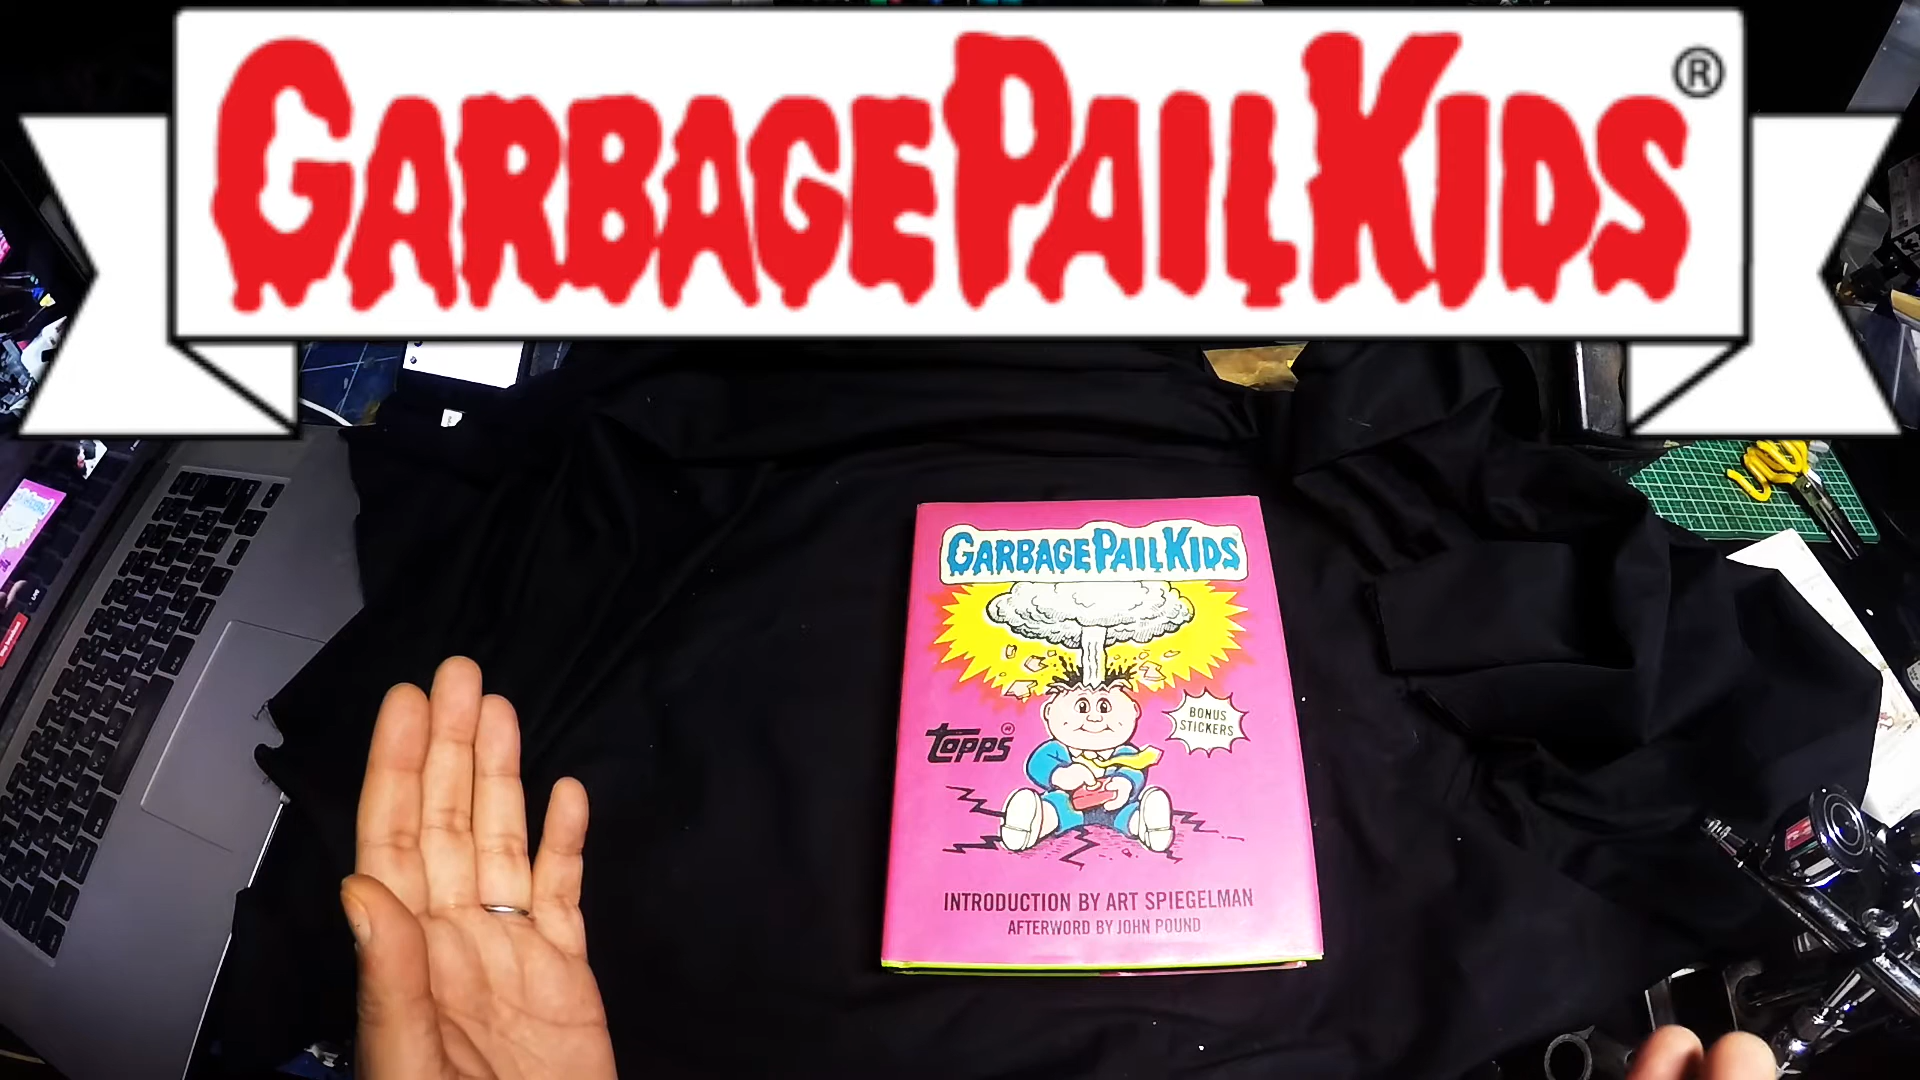 GARBAGE PAIL KIDS®
GARBAGE PAIL KIDS
BONUS
STICKERS
topps®
INTRODUCTION BY ART SPIEGELMAN
AFTERWORD BY JOHN POUND